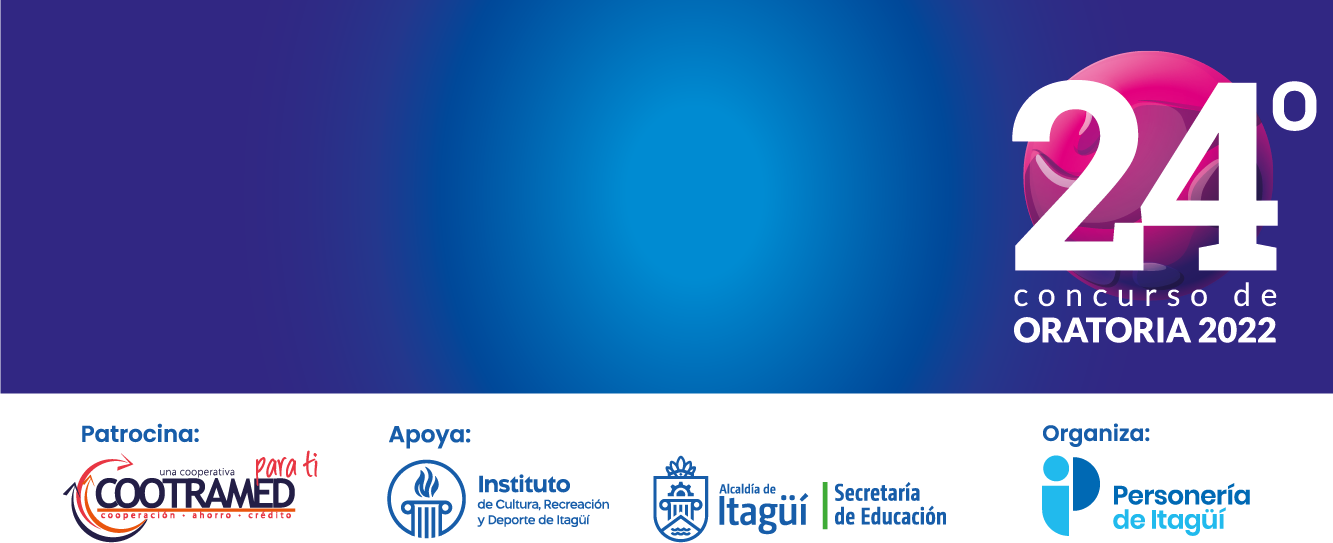 24º
concurso de
ORATORIA 2022
Patrocina:
una cooperativa
para ti
COOTRAMED
cooperación · ahorro · crédito
Apoya:
Instituto
de Cultura, Recreación
y Deporte de Itagüí
Alcaldía de
Itagüí
Secretaría
de Educación
Organiza:
Personería
de Itagüí